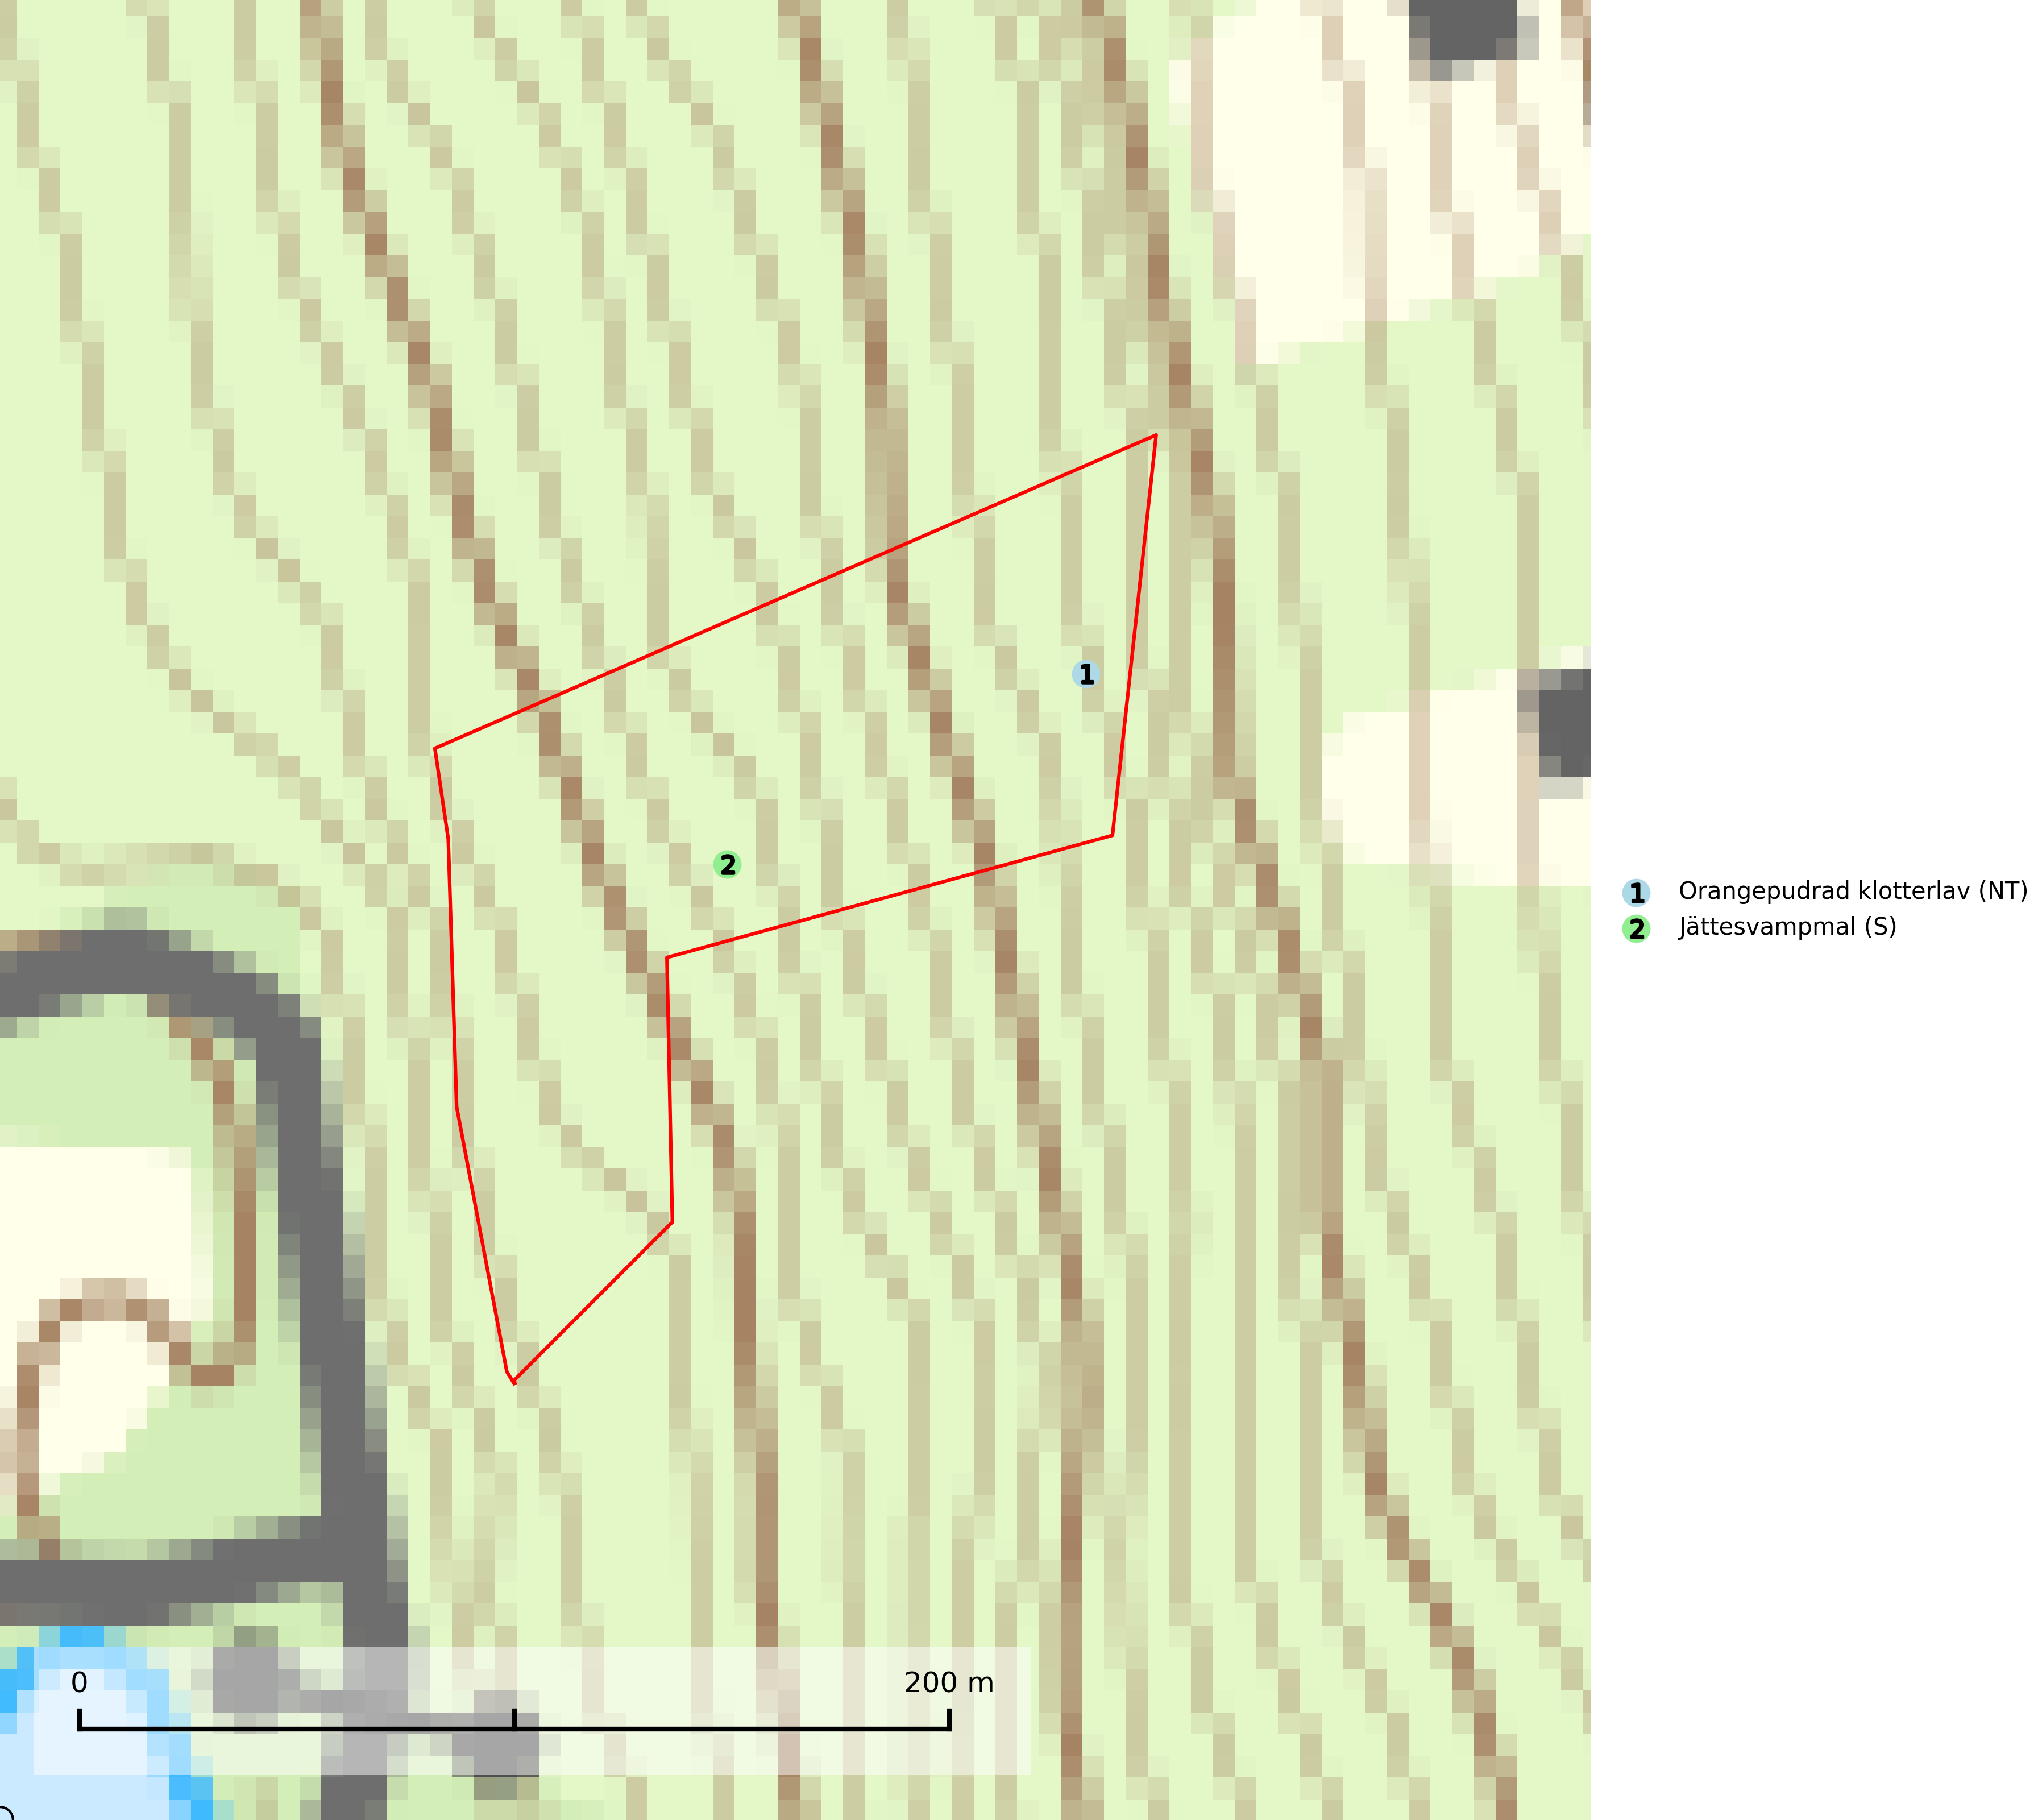 1
2
1 Orangepudrad klotterlav (NT)
2 Jättesvampmal (S)
0 200 m